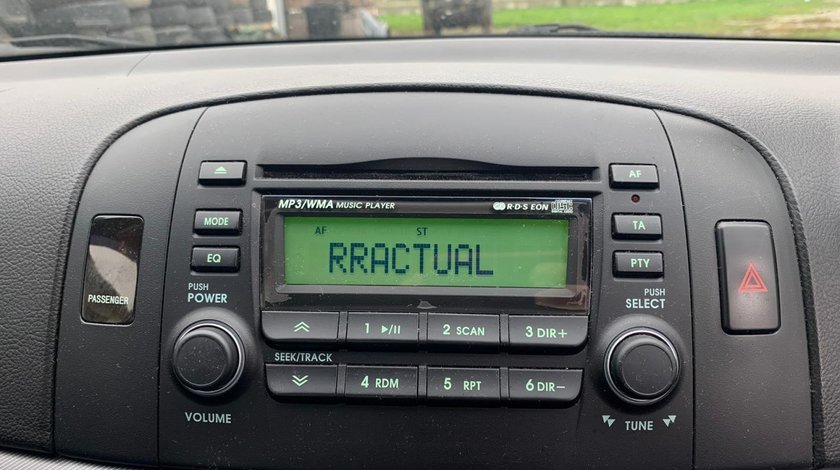 MP3/WMA MUSIC PLAYER R·D·S EON
AF
AF ST
RRACTUAL
MODE
TA
EQ
PTY
PASSENGER
PUSH
POWER
PUSH
SELECT
1 ▶/II 2 SCAN 3 DIR+
SEEK/TRACK
4 RDM 5 RPT 6 DIR−
VOLUME
TUNE